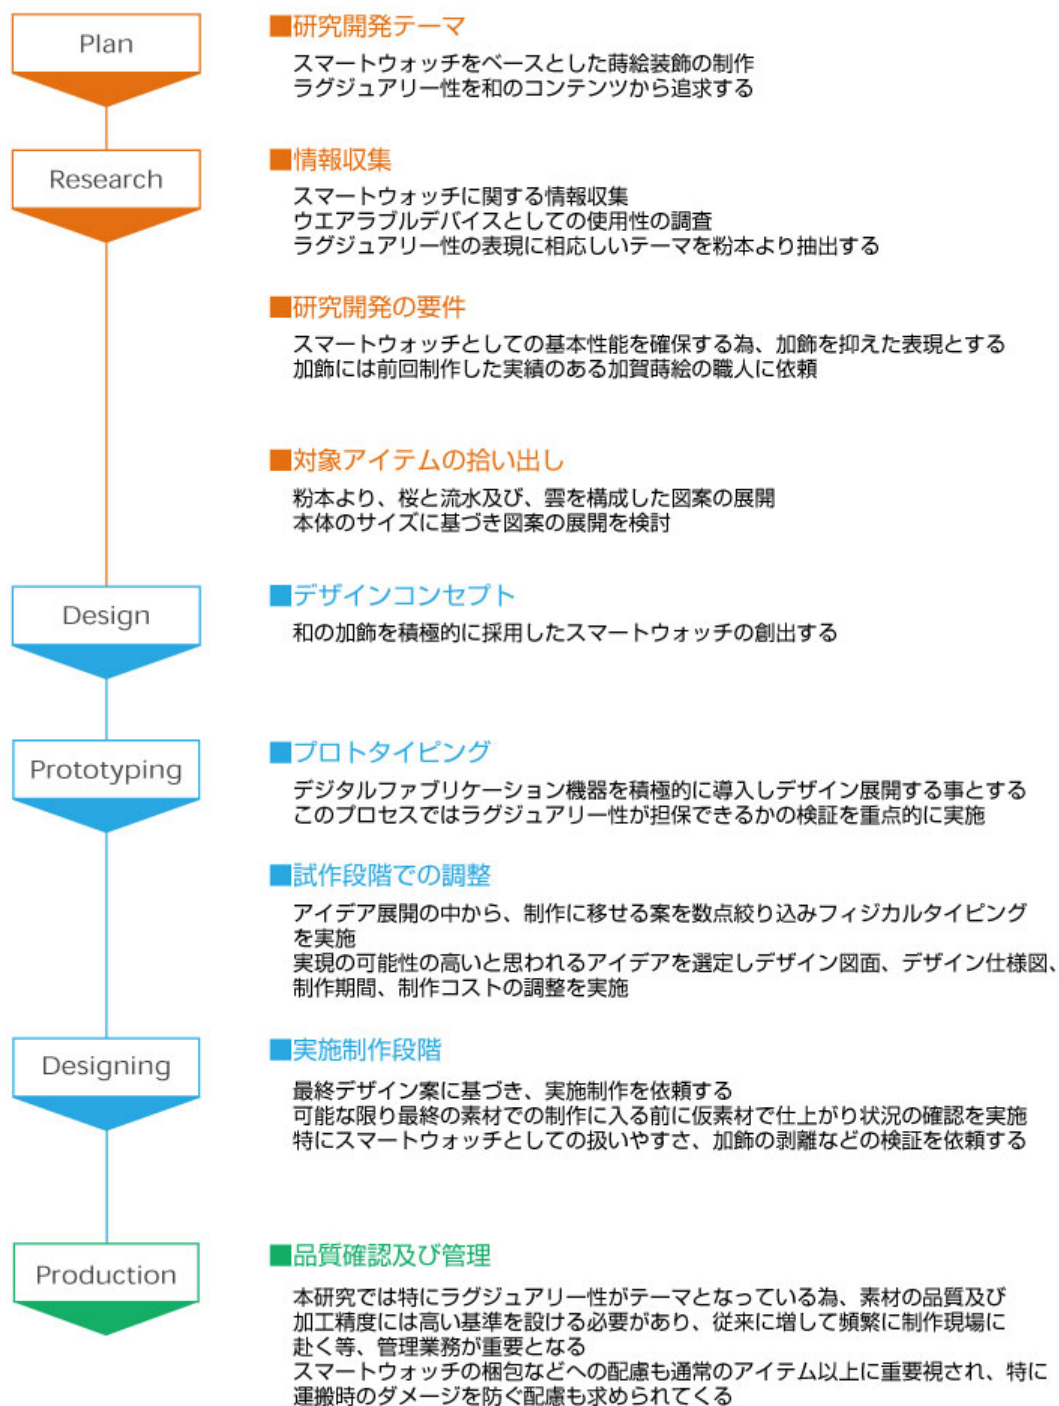 Plan
■研究開発テーマ
スマートウォッチをベースとした蒔絵装飾の制作
ラグジュアリー性を和のコンテンツから追求する
Research
■情報収集
スマートウォッチに関する情報収集
ウエアラブルデバイスとしての使用性の調査
ラグジュアリー性の表現に相応しいテーマを粉本より抽出する
■研究開発の要件
スマートウォッチとしての基本性能を確保する為、加飾を抑えた表現とする
加飾には前回制作した実績のある加賀蒔絵の職人に依頼
■対象アイテムの拾い出し
粉本より、桜と流水及び、雲を構成した図案の展開
本体のサイズに基づき図案の展開を検討
Design
■デザインコンセプト
和の加飾を積極的に採用したスマートウォッチの創出する
Prototyping
■プロトタイピング
デジタルファブリケーション機器を積極的に導入しデザイン展開する事とする
このプロセスではラグジュアリー性が担保できるかの検証を重点的に実施
■試作段階での調整
アイデア展開の中から、制作に移せる案を数点絞り込みフィジカルタイピング
を実施
実現の可能性の高いと思われるアイデアを選定しデザイン図面、デザイン仕様図、
制作期間、制作コストの調整を実施
Designing
■実施制作段階
最終デザイン案に基づき、実施制作を依頼する
可能な限り最終の素材での制作に入る前に仮素材で仕上がり状況の確認を実施
特にスマートウォッチとしての扱いやすさ、加飾の剥離などの検証を依頼する
Production
■品質確認及び管理
本研究では特にラグジュアリー性がテーマとなっている為、素材の品質及び
加工精度には高い基準を設ける必要があり、従来に増して頻繁に制作現場に
赴く等、管理業務が重要となる
スマートウォッチの梱包などへの配慮も通常のアイテム以上に重要視され、特に
運搬時のダメージを防ぐ配慮も求められてくる